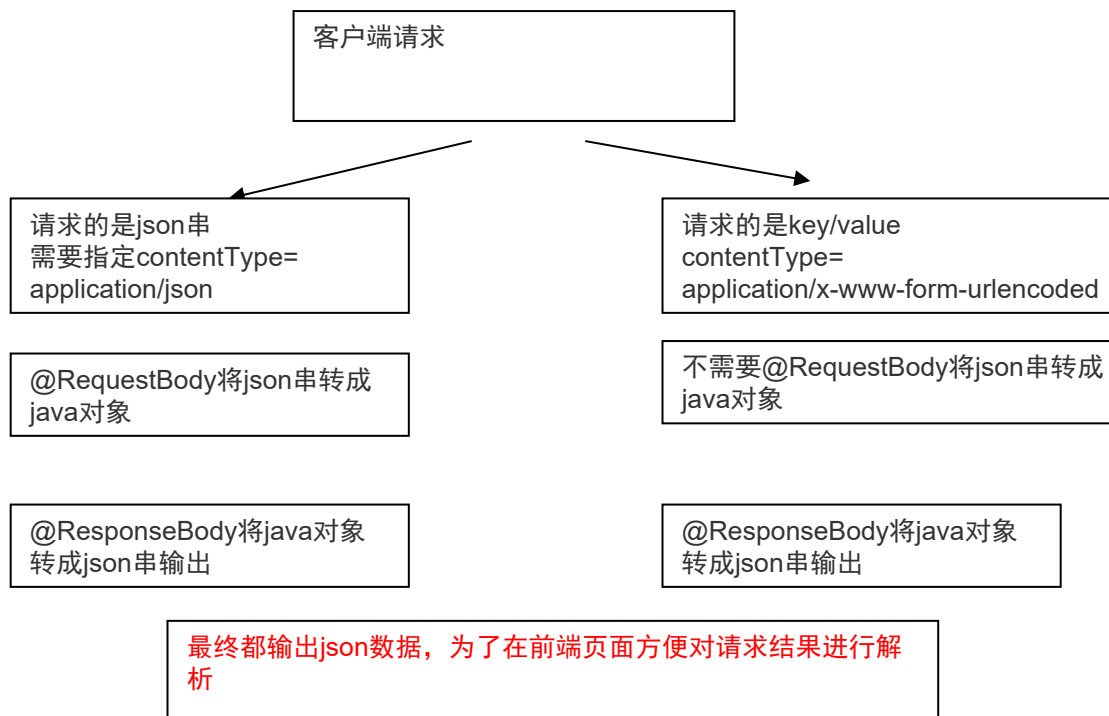 客户端请求
请求的是json串
需要指定contentType=
application/json
请求的是key/value
contentType=
application/x-www-form-urlencoded
@RequestBody将json串转成
java对象
不需要@RequestBody将json串转成
java对象
@ResponseBody将java对象
转成json串输出
@ResponseBody将java对象
转成json串输出
最终都输出json数据，为了在前端页面方便对请求结果进行解
析